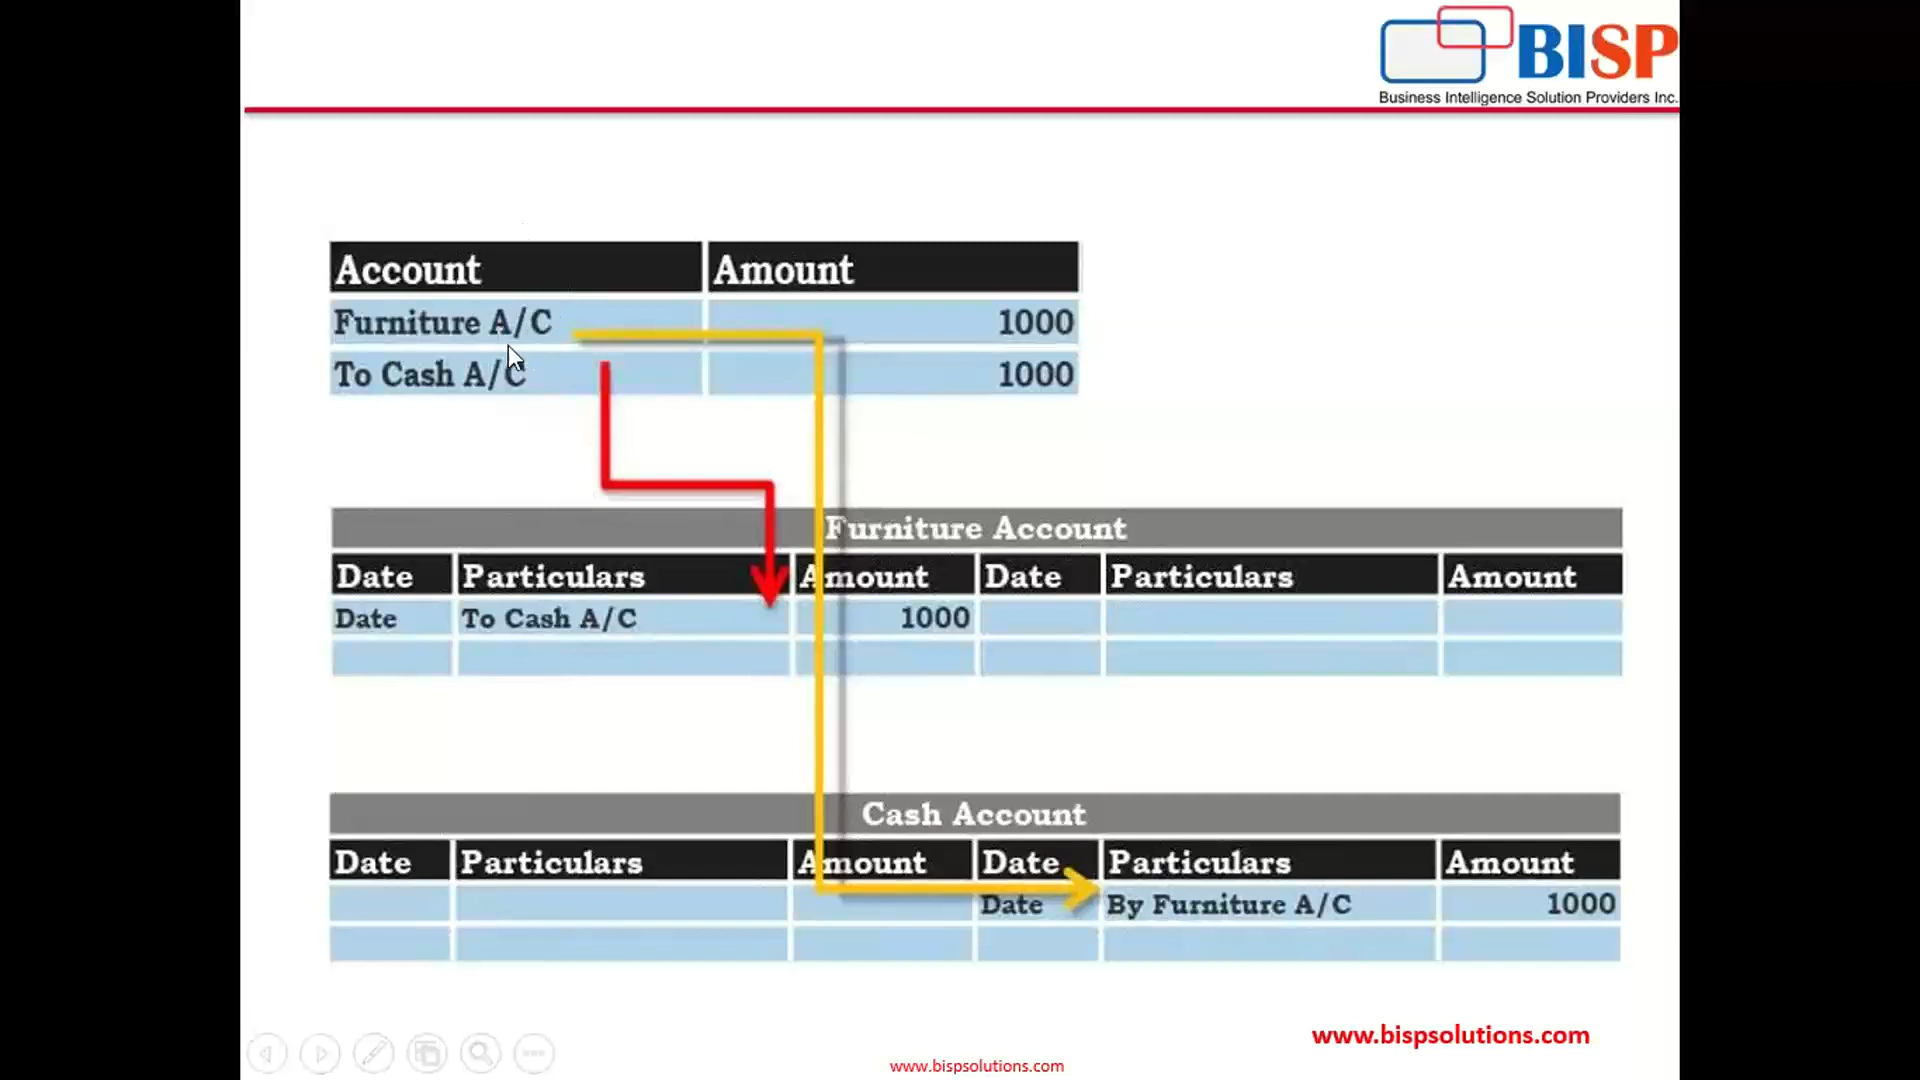 BISP
Business Intelligence Solution Providers Inc.
Account Amount
Furniture A/C 1000
To Cash A/C 1000
Furniture Account
Date Particulars Amount Date Particulars Amount
Date To Cash A/C 1000
Cash Account
Date Particulars Amount Date Particulars Amount
Date By Furniture A/C 1000
www.bispsolutions.com
www.bispsolutions.com